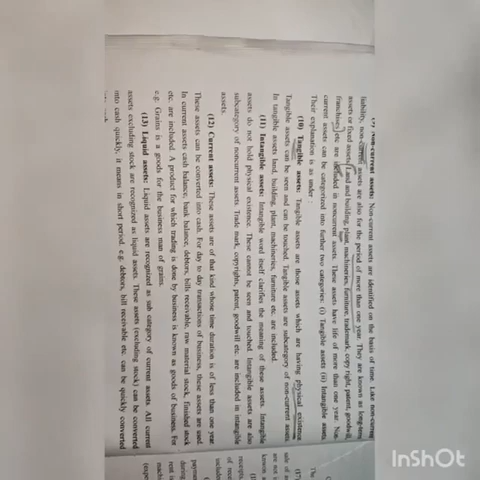 (9) Non-current assets: Non-current assets are identified on the basis of time. Like non-current
liability, non-current assets are also for the period of more than one year. They are known as long-term
assets or fixed assets. Land and building, plant, machineries, furniture, trademark, copy right, patent, goodwill,
franchises etc are included in noncurrent assets. These assets have life of more than one year. Non
current assets can be categorized into further two categories: (i) Tangible assets (ii) Intangible assets.
Their explanation is as under :
(10) Tangible assets: Tangible assets are those assets which are having physical existence.
Tangible assets can be seen and can be touched. Tangible assets are subcategory of non-current assets
In tangible assets land, building, plant, machineries, furniture etc. are included.
(11) Intangible assets: Intangible word itself clarifies the meaning of these assets. Intangible
assets do not hold physical existence. These cannot be seen and touched. Intangible assets are also
subcategory of noncurrent assets. Trade mark, copyrights, patent, goodwill etc. are included in intangible
assets.
(12) Current assets: These assets are of that kind whose time duration is of less than one year
These assets can be converted into cash. For day to day transactions of business, these assets are used.
In current assets cash balance, bank balance, debtors, bills receivable, raw material stock, finished stock
etc. are included. A product for which trading is done by business is known as goods of business. For
e.g. Grains is a goods for the business man of grains.
(13) Liquid assets: Liquid assets are recognized as sub category of current assets. All current
assets excluding stock are recognized as liquid assets. These assets (excluding stock) can be converted
into cash quickly, it means in short period. e.g. debtors, bill receivable etc. can be quickly converted
InShOt